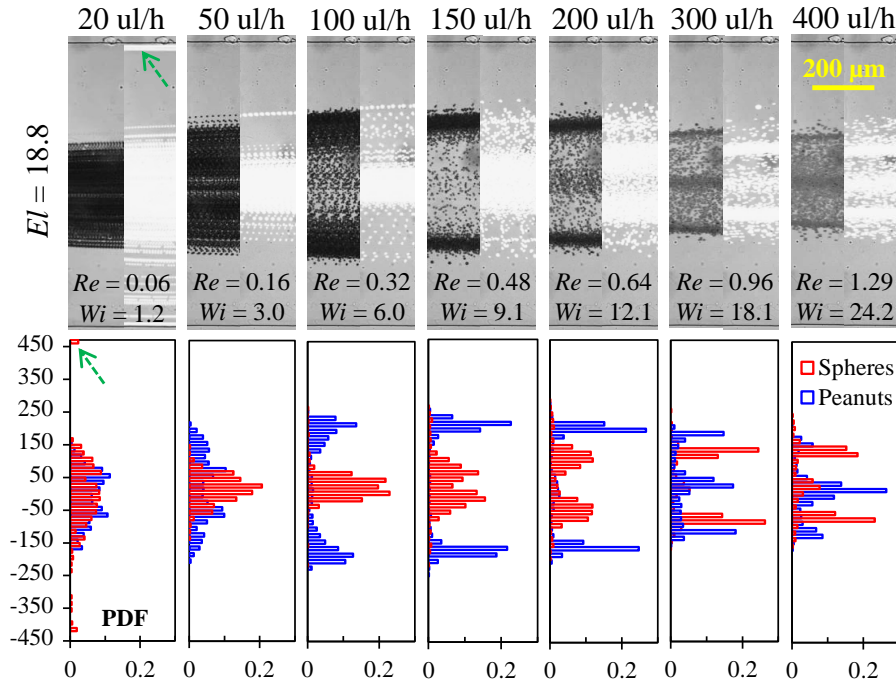 20 ul/h 50 ul/h 100 ul/h 150 ul/h 200 ul/h 300 ul/h 400 ul/h
200 µm
El = 18.8
Re = 0.06 Re = 0.16 Re = 0.32 Re = 0.48 Re = 0.64 Re = 0.96 Re = 1.29
Wi = 1.2 Wi = 3.0 Wi = 6.0 Wi = 9.1 Wi = 12.1 Wi = 18.1 Wi = 24.2
450
350
250
150
50
-50
-150
-250
-350
-450
Spheres
Peanuts
PDF
0 0.2 0 0.2 0 0.2 0 0.2 0 0.2 0 0.2 0 0.2